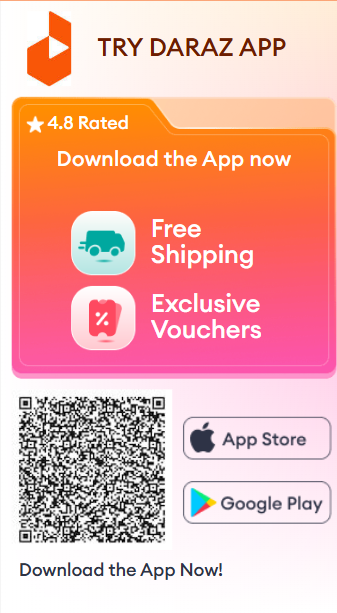 TRY DARAZ APP
4.8 Rated
Download the App now
Free
Shipping
Exclusive
Vouchers
App Store
Google Play
Download the App Now!